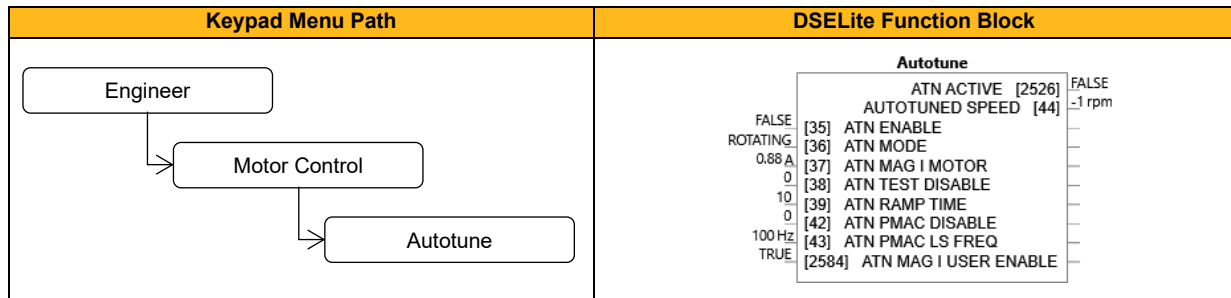 Keypad Menu Path
DSELite Function Block
Engineer
Motor Control
Autotune
Autotune
ATN ACTIVE [2526] FALSE
AUTOTUNED SPEED [44] -1 rpm
FALSE [35] ATN ENABLE
ROTATING [36] ATN MODE
0.88 A [37] ATN MAG I MOTOR
0 [38] ATN TEST DISABLE
10 [39] ATN RAMP TIME
0 [42] ATN PMAC DISABLE
100 Hz [43] ATN PMAC LS FREQ
TRUE [2584] ATN MAG I USER ENABLE